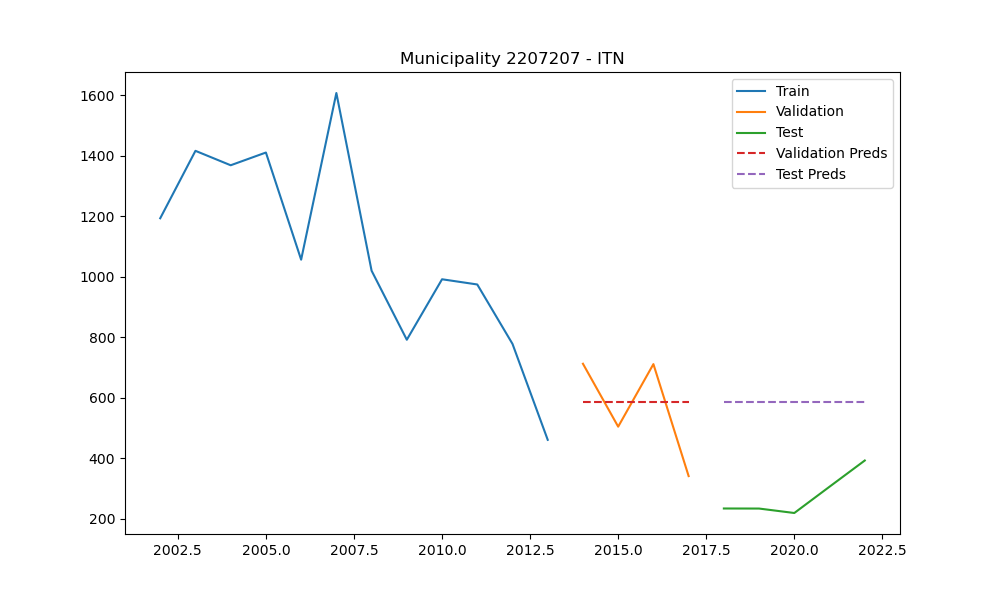 Municipality 2207207 - ITN
1600
1400
1200
1000
800
600
400
200
Train
Validation
Test
Validation Preds
Test Preds
2002.5 2005.0 2007.5 2010.0 2012.5 2015.0 2017.5 2020.0 2022.5